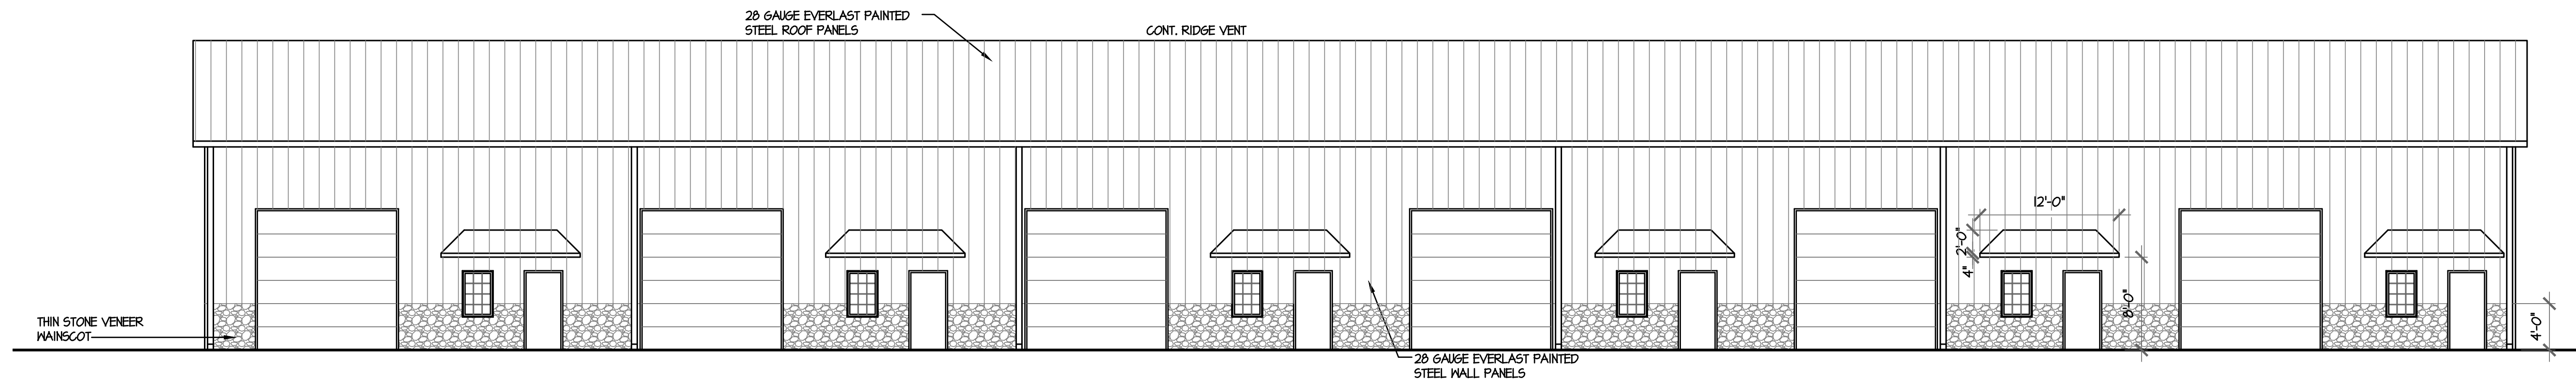 28 GAUGE EVERLAST PAINTED
STEEL ROOF PANELS
CONT. RIDGE VENT
12'-0"
2'-0"
4"
8'-0"
THIN STONE VENEER
WAINSCOT
4'-0"
28 GAUGE EVERLAST PAINTED
STEEL WALL PANELS